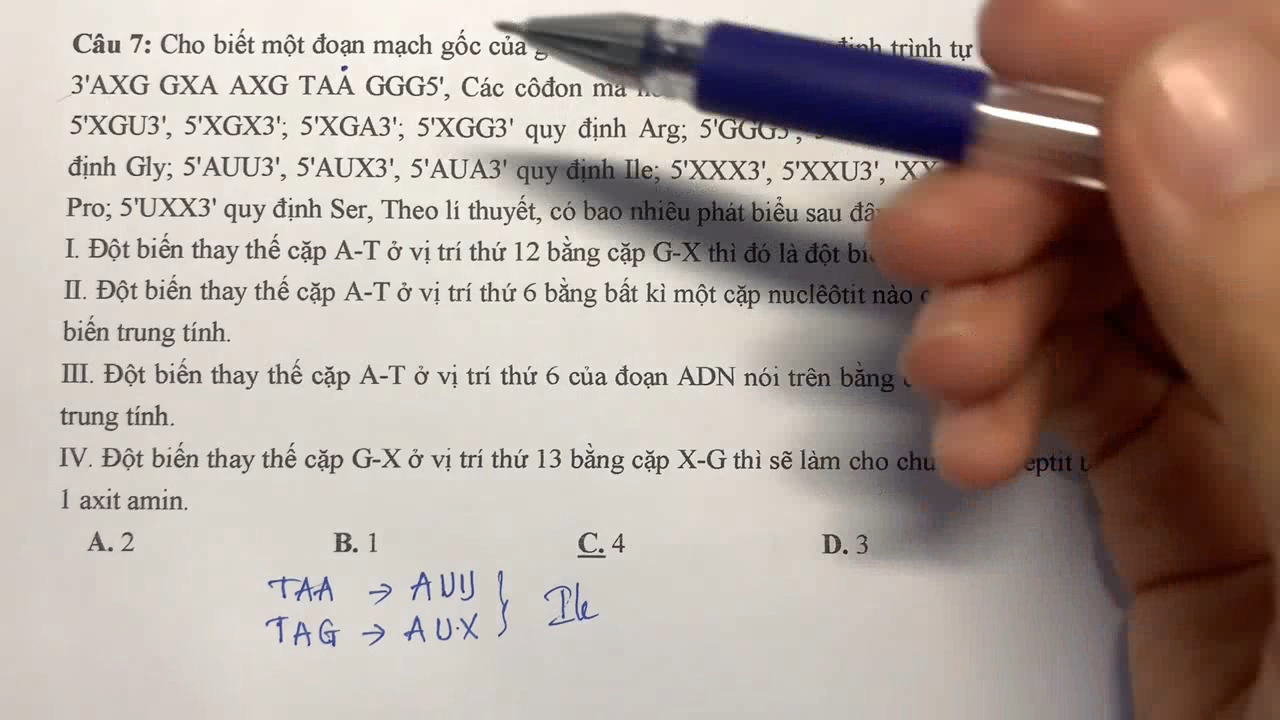 Câu 7: Cho biết một đoạn mạch gốc của định trình tự
3'AXG GXA AXG TAA GGG5', Các côđon mã
5'XGU3', 5'XGX3'; 5'XGA3'; 5'XGG3' quy định Arg; 5'GGG3',
định Gly; 5'AUU3', 5'AUX3', 5'AUA3' quy định Ile; 5'XXX3', 5'XXU3', 'XX
Pro; 5'UXX3' quy định Ser, Theo lí thuyết, có bao nhiêu phát biểu sau
I. Đột biến thay thế cặp A-T ở vị trí thứ 12 bằng cặp G-X thì đó là đột
II. Đột biến thay thế cặp A-T ở vị trí thứ 6 bằng bất kì một cặp nuclêôtit nào
biến trung tính.
III. Đột biến thay thế cặp A-T ở vị trí thứ 6 của đoạn ADN nói trên bằng
trung tính.
IV. Đột biến thay thế cặp G-X ở vị trí thứ 13 bằng cặp X-G thì sẽ làm cho
1 axit amin.
A. 2 B. 1 C. 4 D. 3
TAA → AUU } Ile
TAG → AUX